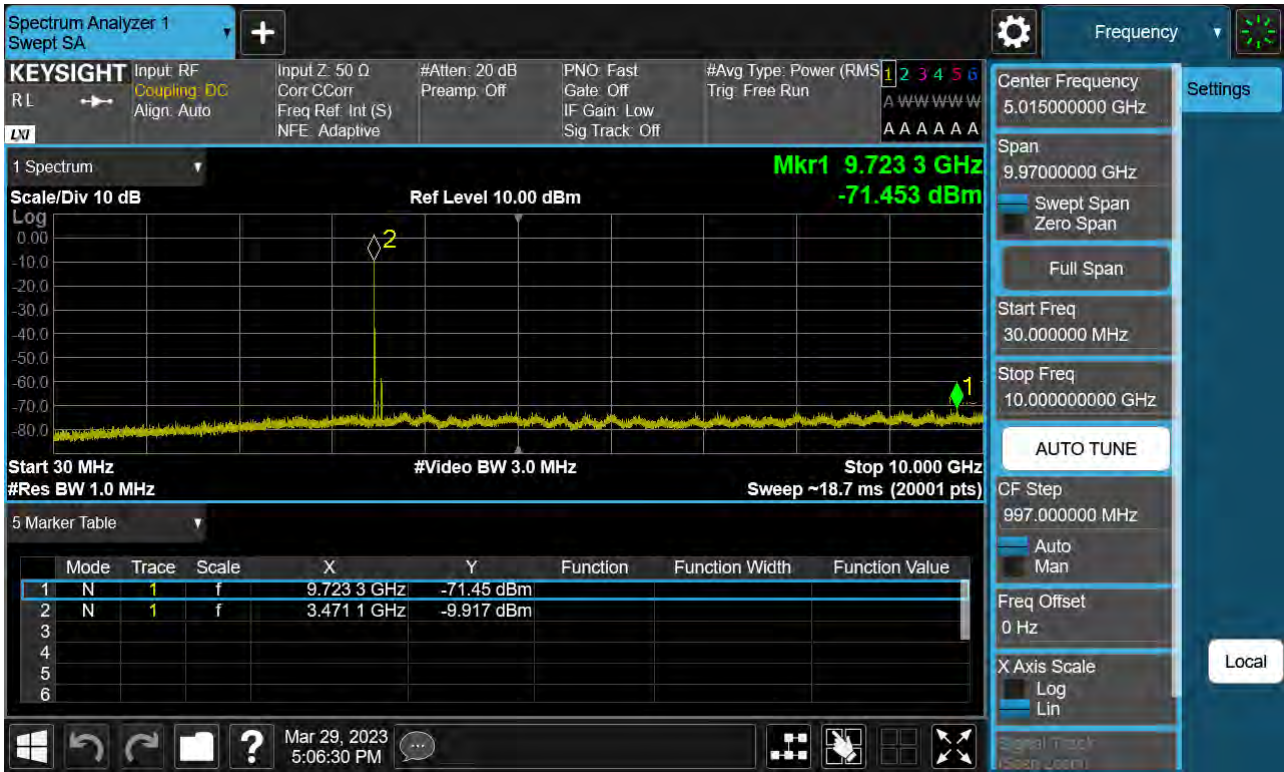 Spectrum Analyzer 1
Swept SA
+
Frequency
KEYSIGHT
RL
LXI
Input: RF
Coupling: DC
Align: Auto
Input Z: 50 Ω
Corr CCorr
Freq Ref: Int (S)
NFE: Adaptive
#Atten: 20 dB
Preamp: Off
PNO: Fast
Gate: Off
IF Gain: Low
Sig Track: Off
#Avg Type: Power (RMS
Trig: Free Run
1 2 3 4 5 6
A W W W W W
A A A A A A
1 Spectrum
Scale/Div 10 dB
Ref Level 10.00 dBm
Mkr1 9.723 3 GHz
-71.453 dBm
Log
0.00
-10.0
-20.0
-30.0
-40.0
-50.0
-60.0
-70.0
-80.0
2
1
Start 30 MHz
#Video BW 3.0 MHz
Stop 10.000 GHz
#Res BW 1.0 MHz
Sweep ~18.7 ms (20001 pts)
5 Marker Table
Mode Trace Scale X Y Function Function Width Function Value
1 N 1 f 9.723 3 GHz -71.45 dBm
2 N 1 f 3.471 1 GHz -9.917 dBm
3
4
5
6
Center Frequency
5.015000000 GHz
Settings
Span
9.97000000 GHz
Swept Span
Zero Span
Full Span
Start Freq
30.000000 MHz
Stop Freq
10.000000000 GHz
AUTO TUNE
CF Step
997.000000 MHz
Auto
Man
Freq Offset
0 Hz
X Axis Scale
Log
Lin
Local
Signal Track
(Span Zoom)
?
Mar 29, 2023
5:06:30 PM